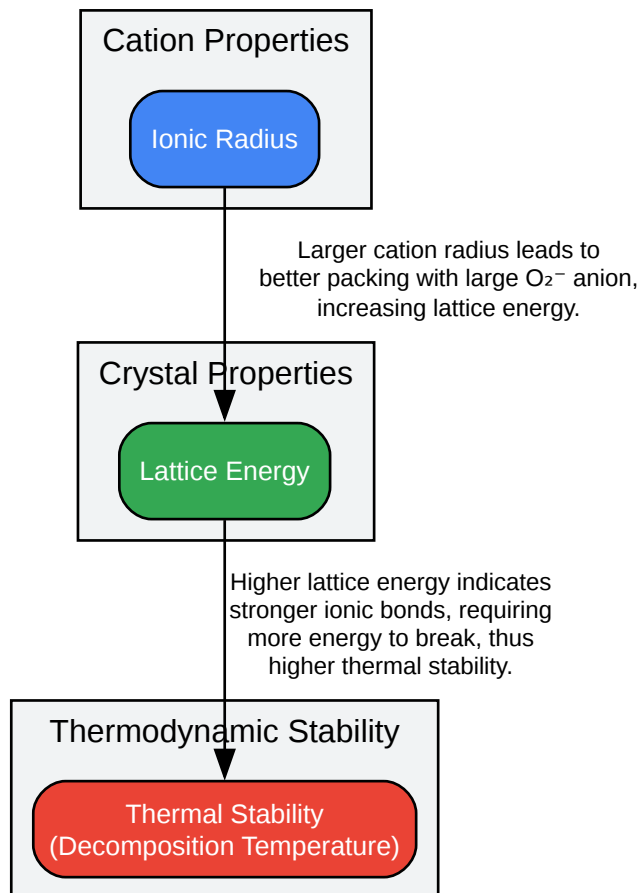 Cation Properties
Ionic Radius
Larger cation radius leads to
better packing with large O₂⁻ anion,
increasing lattice energy.
Crystal Properties
Lattice Energy
Higher lattice energy indicates
stronger ionic bonds, requiring
more energy to break, thus
higher thermal stability.
Thermodynamic Stability
Thermal Stability
(Decomposition Temperature)